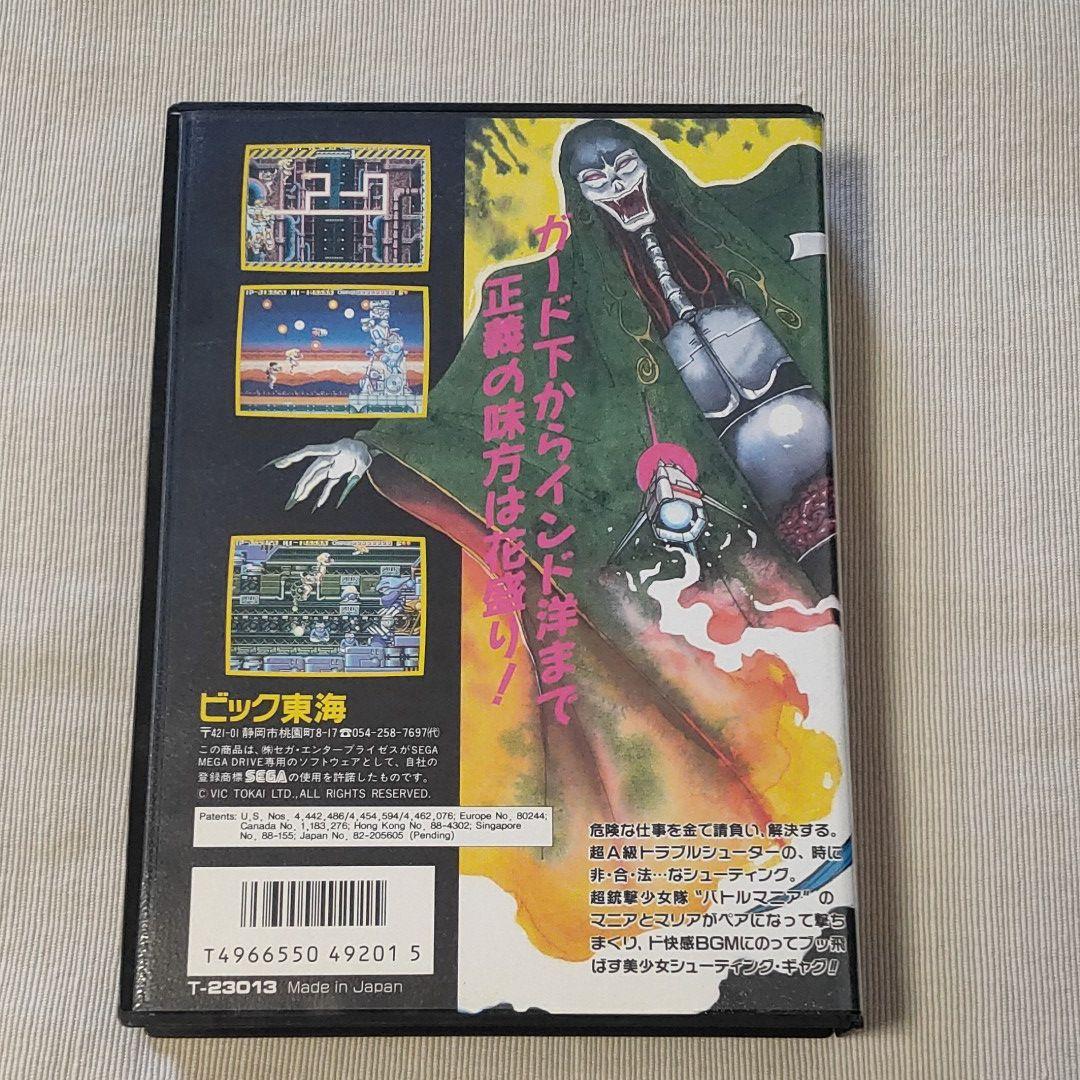 ガード下からインド洋まで
正義の味方は花盛り!
ビック東海
〒421-01 静岡市桃園町8-17 ☎054-258-7697㈹
この商品は、㈱セガ・エンタープライゼスがSEGA
MEGA DRIVE専用のソフトウェアとして、自社の
登録商標 SEGA の使用を許諾したものです。
© VIC TOKAI LTD., ALL RIGHTS RESERVED.
Patents: U.S. Nos. 4,442,486/4,454,594/4,462,076; Europe No. 80244;
Canada No. 1,183,276; Hong Kong No. 88-4302; Singapore
No. 88-155; Japan No. 82-205605 (Pending)
T4966550 49201 5
T-23013 Made in Japan
危険な仕事を金で請負い、解決する。
超A級トラブルシューターの、時に
非・合・法…なシューティング。
超銃撃少女隊"バトルマニア"の
マニアとマリアがペアになって撃ち
まくり、ド快感BGMにのってブッ飛
ばす美少女シューティング・ギャグ!!